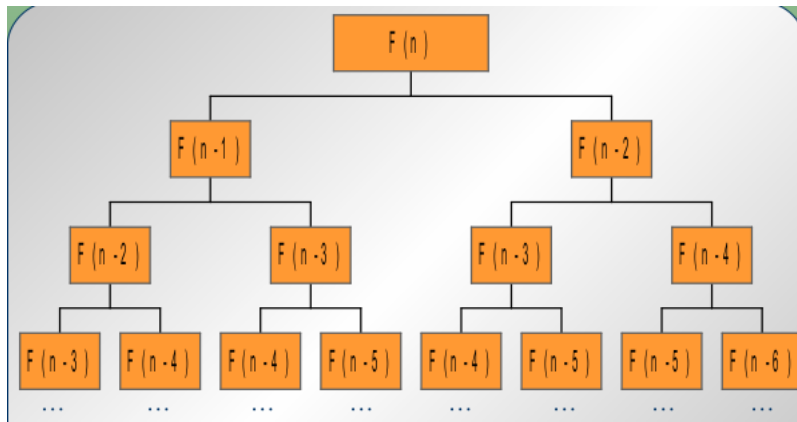 F(n)
F(n-1) F(n-2)
F(n-2) F(n-3) F(n-3) F(n-4)
F(n-3) F(n-4) F(n-4) F(n-5) F(n-4) F(n-5) F(n-5) F(n-6)
... ... ... ... ... ... ... ...